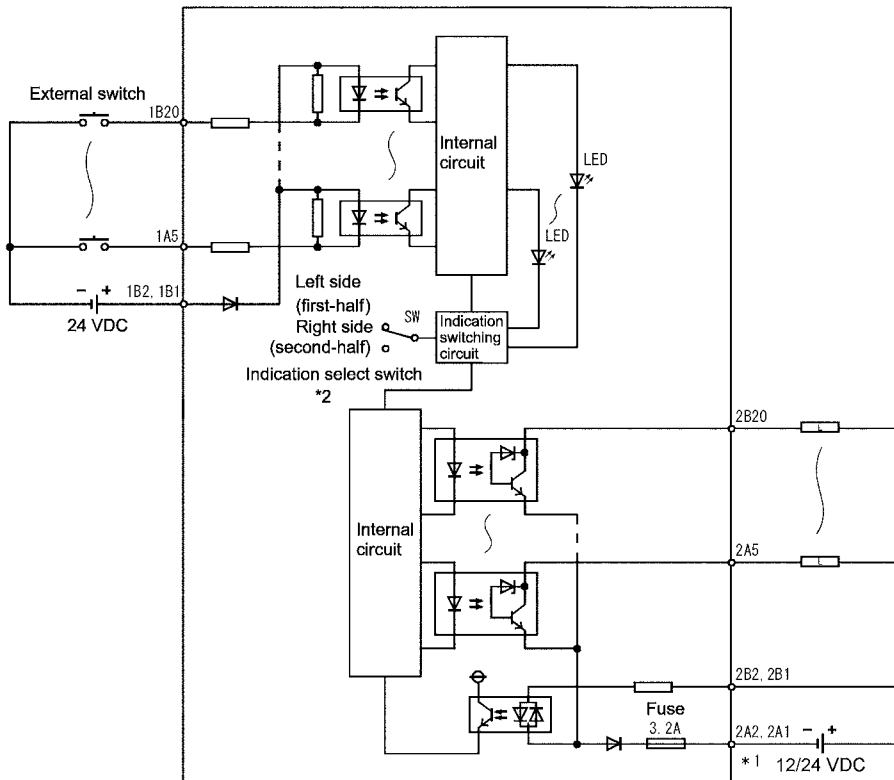 External switch
1B20
Internal
circuit
LED
LED
1A5
1B2, 1B1
− +
24 VDC
Left side
(first-half)
Right side
(second-half)
SW
Indication
switching
circuit
Indication select switch
*2
Internal
circuit
2B20
L
2A5
L
2B2, 2B1
Fuse
3.2A
2A2, 2A1
− +
*1
12/24 VDC